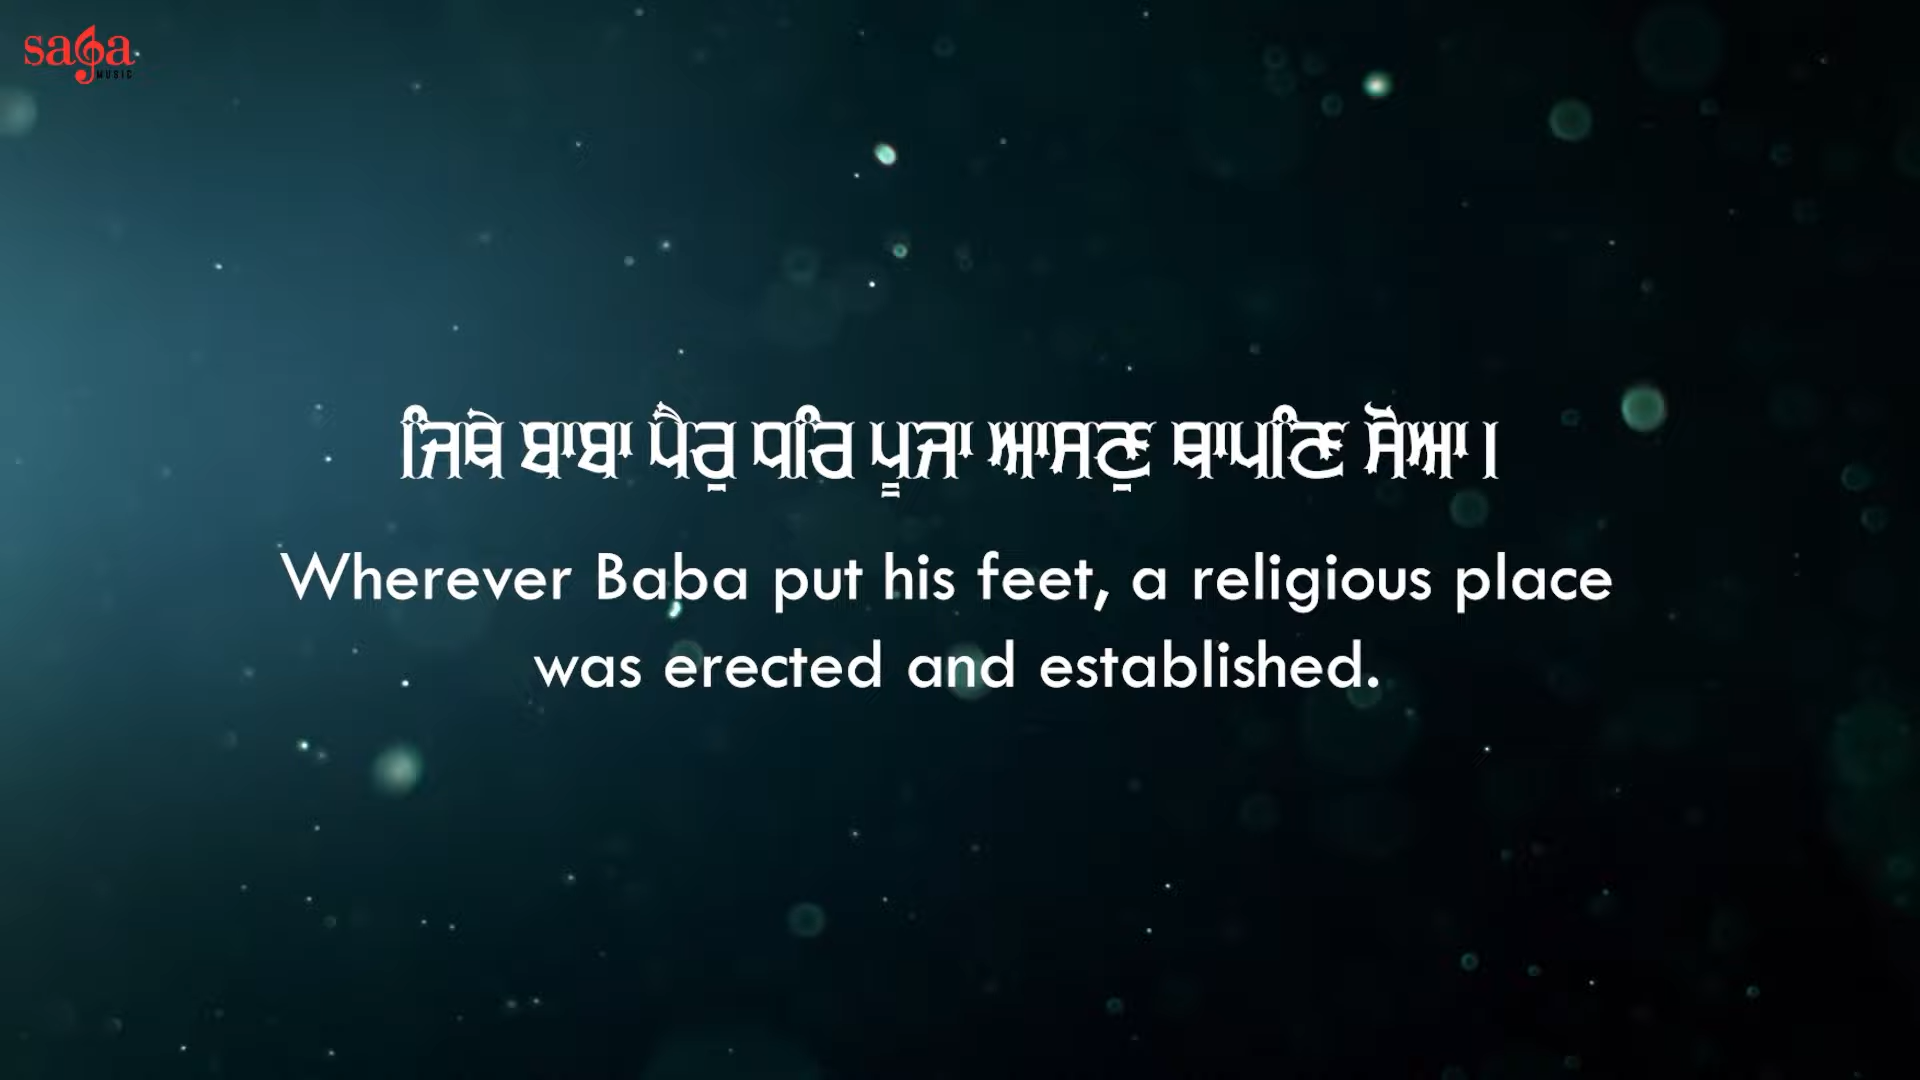 saga
MUSIC
ਜਿਥੇ ਬਾਬਾ ਪੈਰੁ ਧਰਿ ਪੂਜਾ ਆਸਣੁ ਥਾਪਣਿ ਸੋਆ।
Wherever Baba put his feet, a religious place
was erected and established.